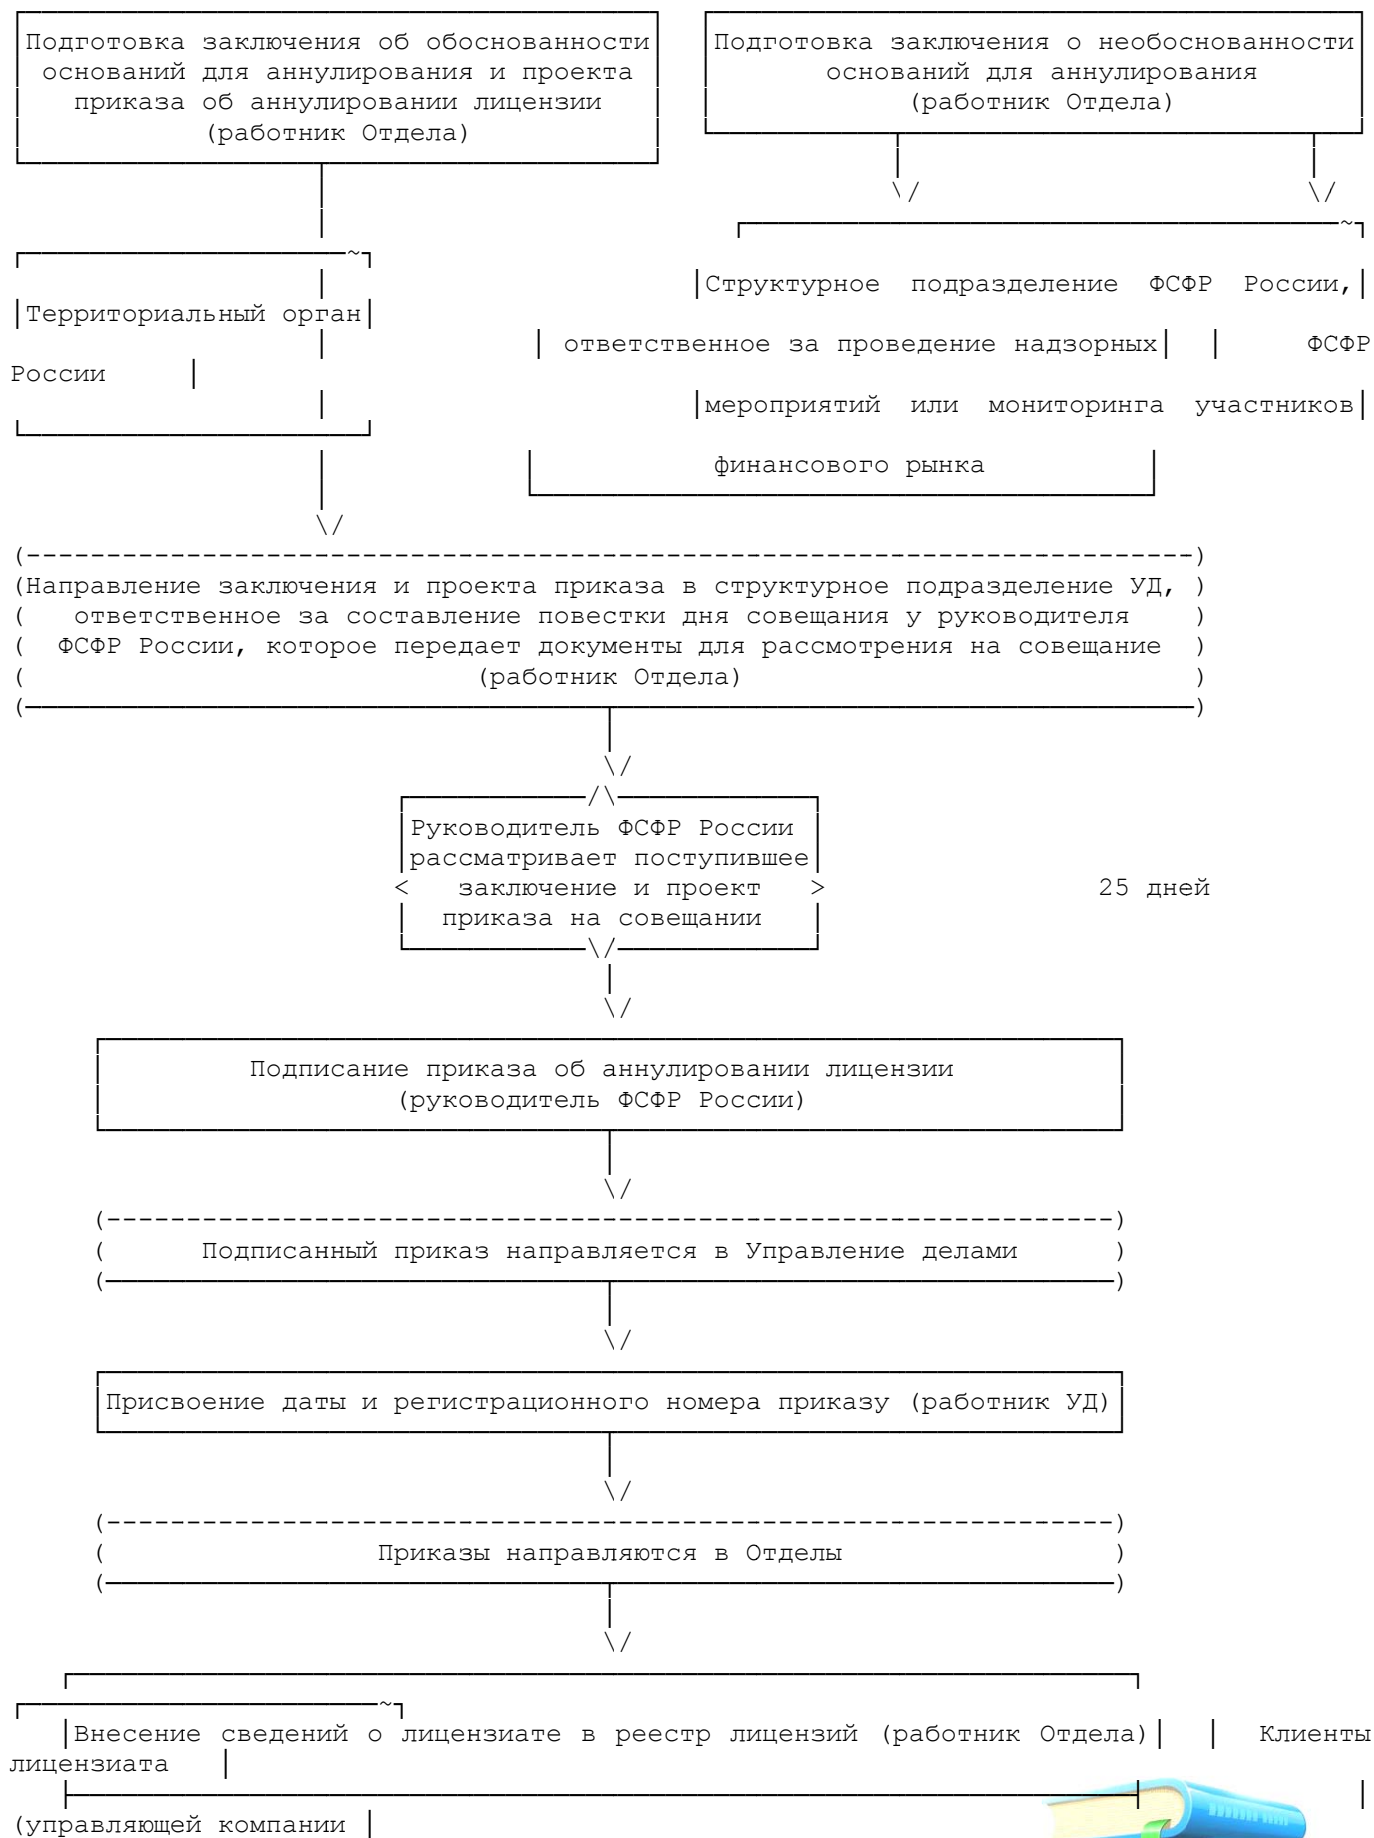 Подготовка заключения об обоснованности Подготовка заключения о необоснованности
оснований для аннулирования и проекта оснований для аннулирования
приказа об аннулировании лицензии (работник Отдела)
(работник Отдела)
Структурное подразделение ФСФР России,
Территориальный орган
ответственное за проведение надзорных ФСФР
России
мероприятий или мониторинга участников
финансового рынка
(Направление заключения и проекта приказа в структурное подразделение УД, )
( ответственное за составление повестки дня совещания у руководителя )
( ФСФР России, которое передает документы для рассмотрения на совещание )
( (работник Отдела) )
Руководитель ФСФР России
рассматривает поступившее
< заключение и проект > 25 дней
приказа на совещании
Подписание приказа об аннулировании лицензии
(руководитель ФСФР России)
( Подписанный приказ направляется в Управление делами )
Присвоение даты и регистрационного номера приказу (работник УД)
( Приказы направляются в Отделы )
Внесение сведений о лицензиате в реестр лицензий (работник Отдела) Клиенты
лицензиата
(управляющей компании